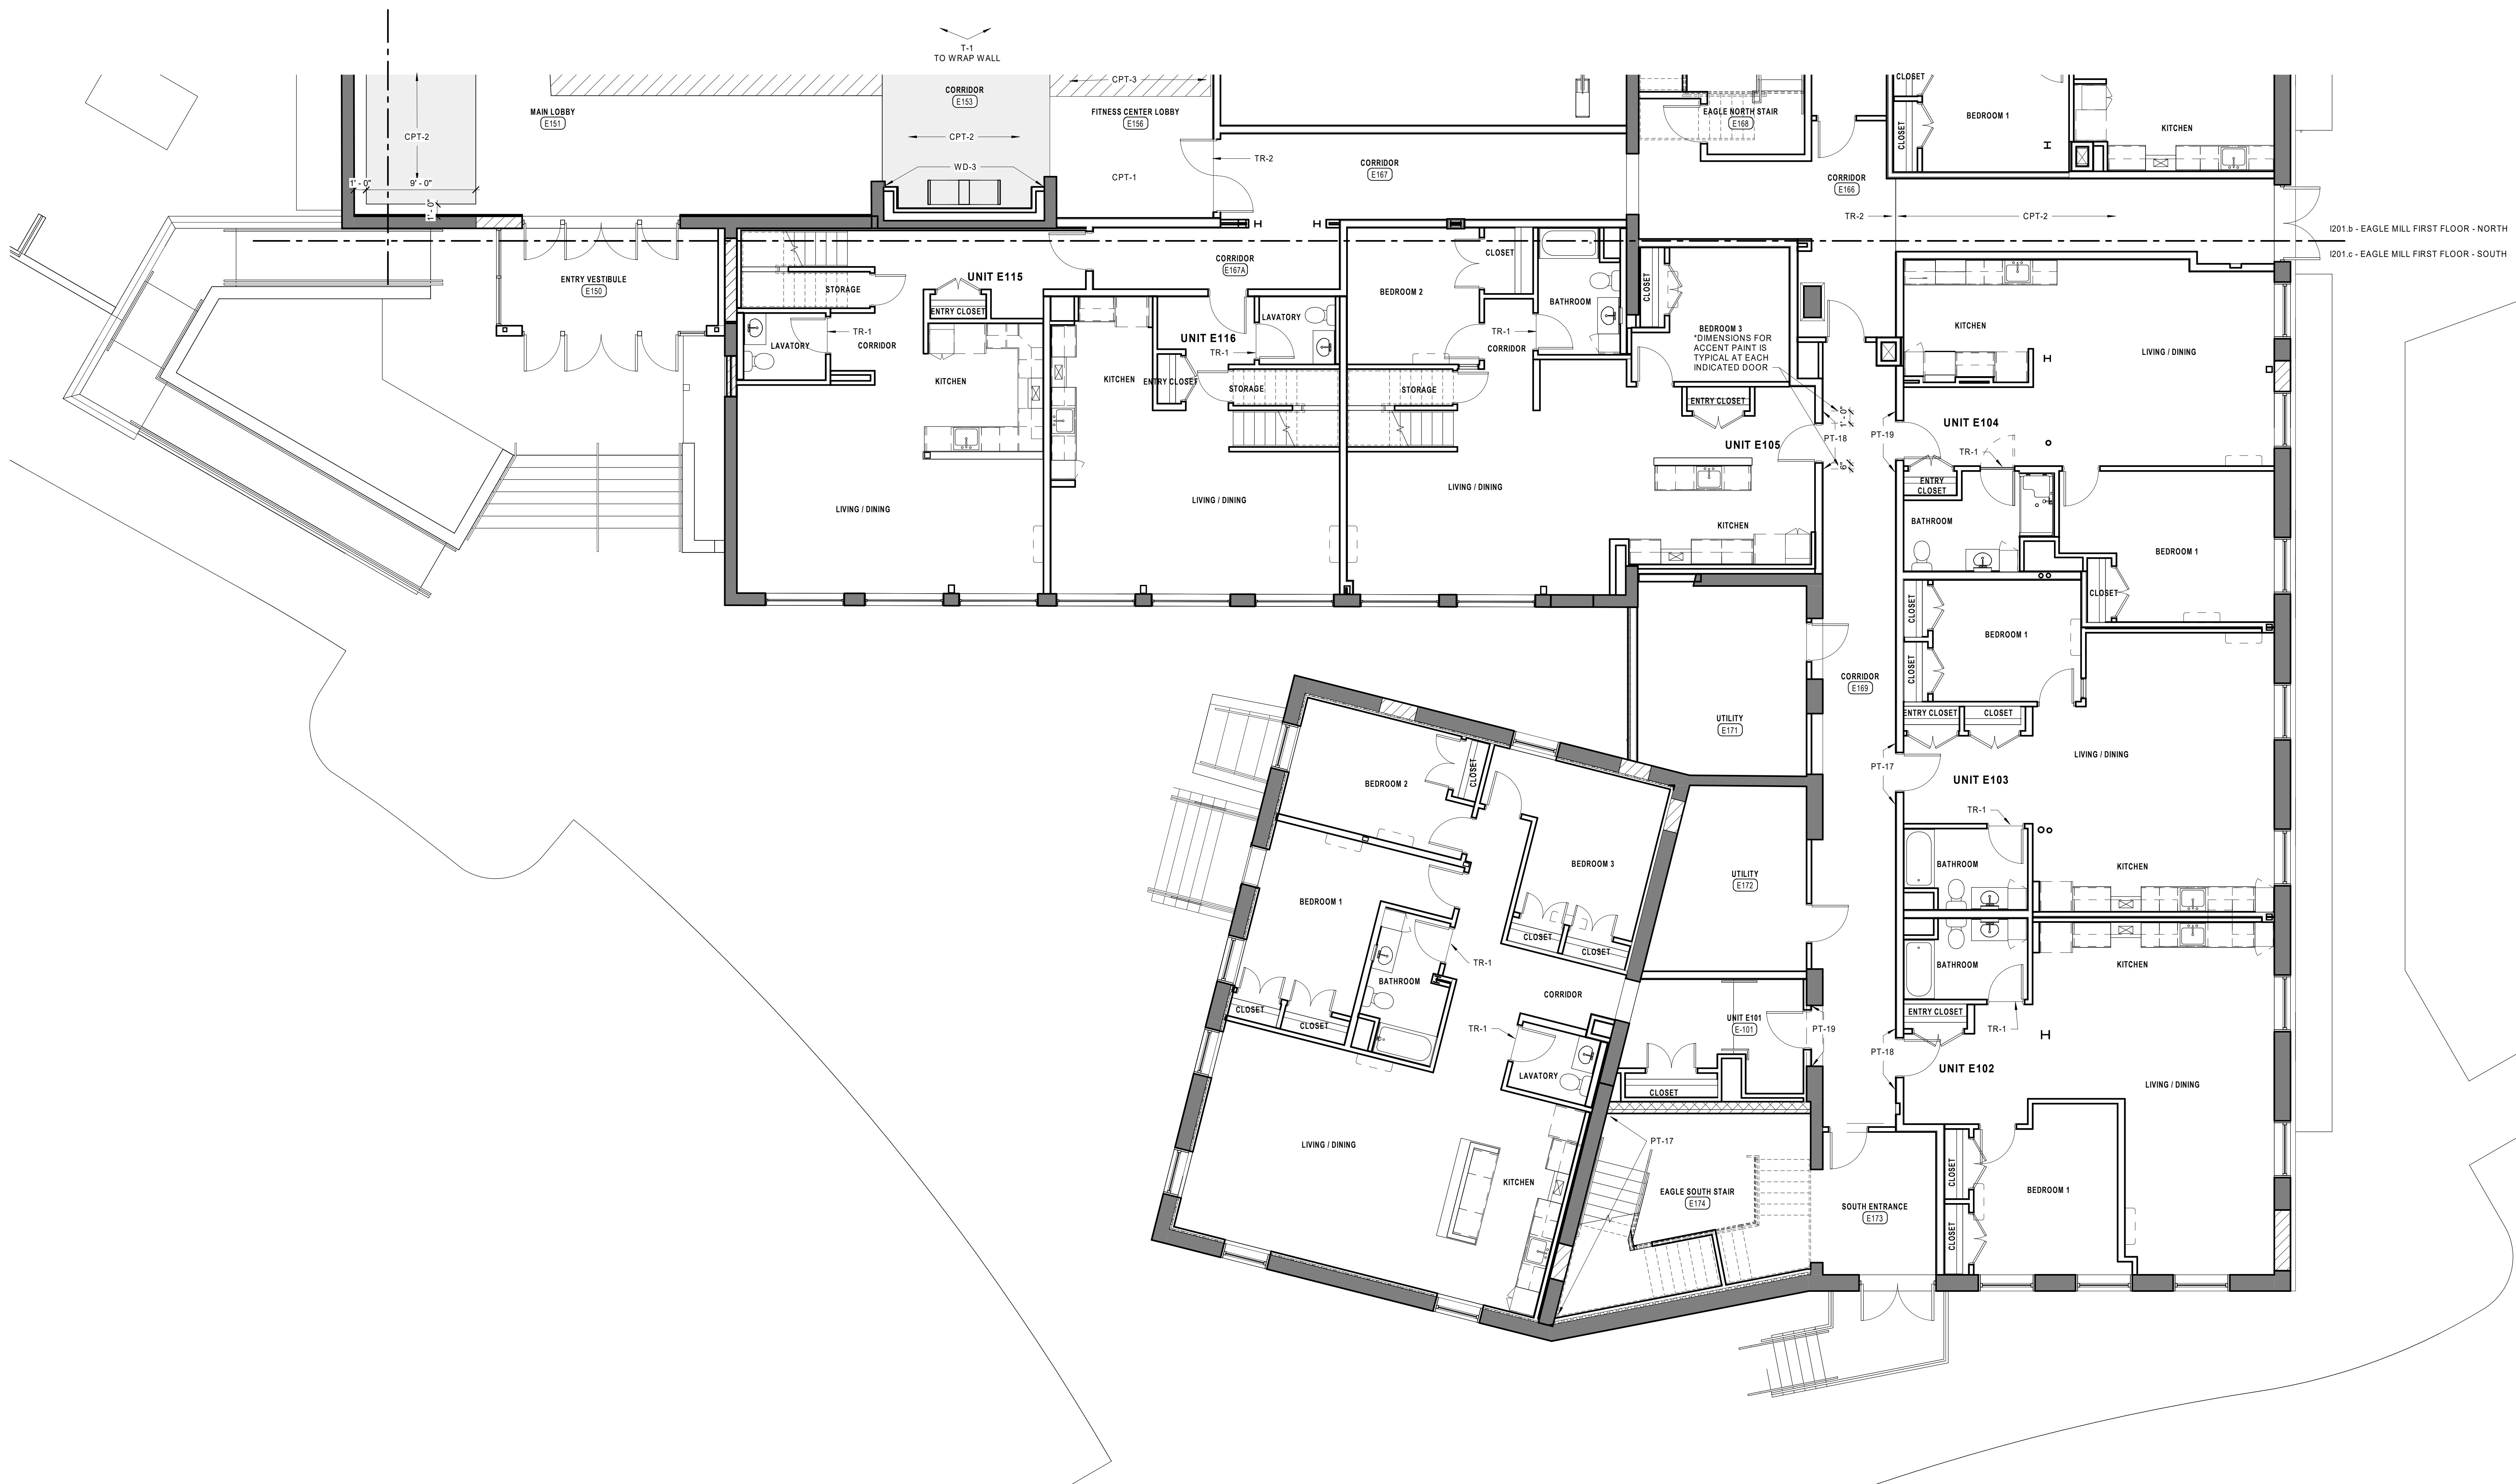 T-1
TO WRAP WALL
CPT-3
CORRIDOR
E153
MAIN LOBBY
E151
FITNESS CENTER LOBBY
E156
CPT-2
CPT-2
WD-3
CPT-1
TR-2
1' - 0"
9' - 0"
1' - 0"
CORRIDOR
E167
EAGLE NORTH STAIR
E168
CLOSET
CLOSET
BEDROOM 1
KITCHEN
CORRIDOR
E166
TR-2
CPT-2
I201.b - EAGLE MILL FIRST FLOOR - NORTH
I201.c - EAGLE MILL FIRST FLOOR - SOUTH
ENTRY VESTIBULE
E150
UNIT E115
STORAGE
ENTRY CLOSET
LAVATORY
TR-1
CORRIDOR
KITCHEN
LIVING / DINING
CORRIDOR
E167A
UNIT E116
LAVATORY
TR-1
KITCHEN
ENTRY CLOSET
STORAGE
LIVING / DINING
CLOSET
BEDROOM 2
BATHROOM
TR-1
CORRIDOR
STORAGE
LIVING / DINING
CLOSET
BEDROOM 3
*DIMENSIONS FOR
ACCENT PAINT IS
TYPICAL AT EACH
INDICATED DOOR
ENTRY CLOSET
UNIT E105
1' - 0"
PT-18
6"
KITCHEN
KITCHEN
LIVING / DINING
UNIT E104
PT-19
TR-1
ENTRY
CLOSET
BATHROOM
BEDROOM 1
CLOSET
CLOSET
BEDROOM 1
CLOSET
CORRIDOR
E169
ENTRY CLOSET
CLOSET
LIVING / DINING
PT-17
UNIT E103
TR-1
BATHROOM
KITCHEN
UTILITY
E171
UTILITY
E172
BEDROOM 2
CLOSET
BEDROOM 3
BEDROOM 1
CLOSET
CLOSET
TR-1
BATHROOM
CLOSET
CLOSET
CORRIDOR
TR-1
LAVATORY
LIVING / DINING
KITCHEN
UNIT E101
E-101
PT-19
CLOSET
PT-17
EAGLE SOUTH STAIR
E174
SOUTH ENTRANCE
E173
BATHROOM
KITCHEN
ENTRY CLOSET
TR-1
PT-18
UNIT E102
LIVING / DINING
CLOSET
BEDROOM 1
CLOSET